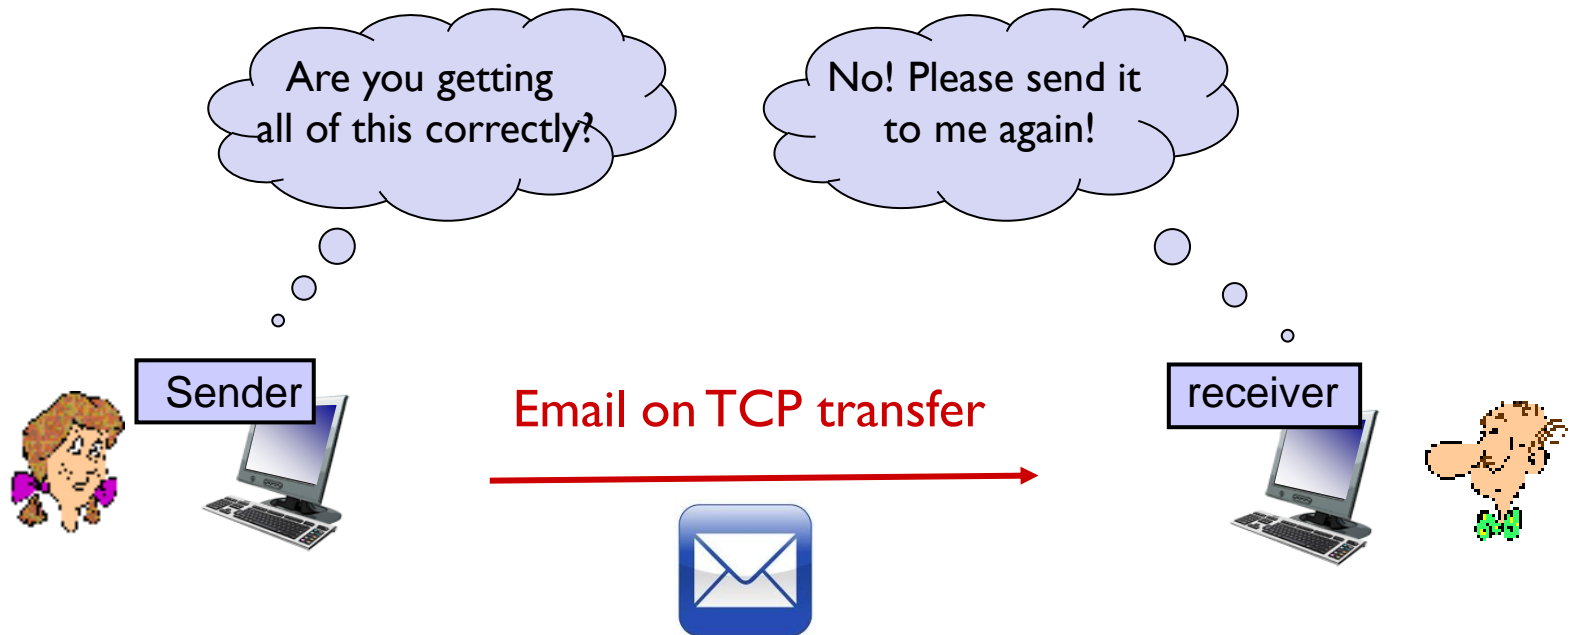 Are you getting
all of this correctly?
No! Please send it
to me again!
Sender
receiver
Email on TCP transfer